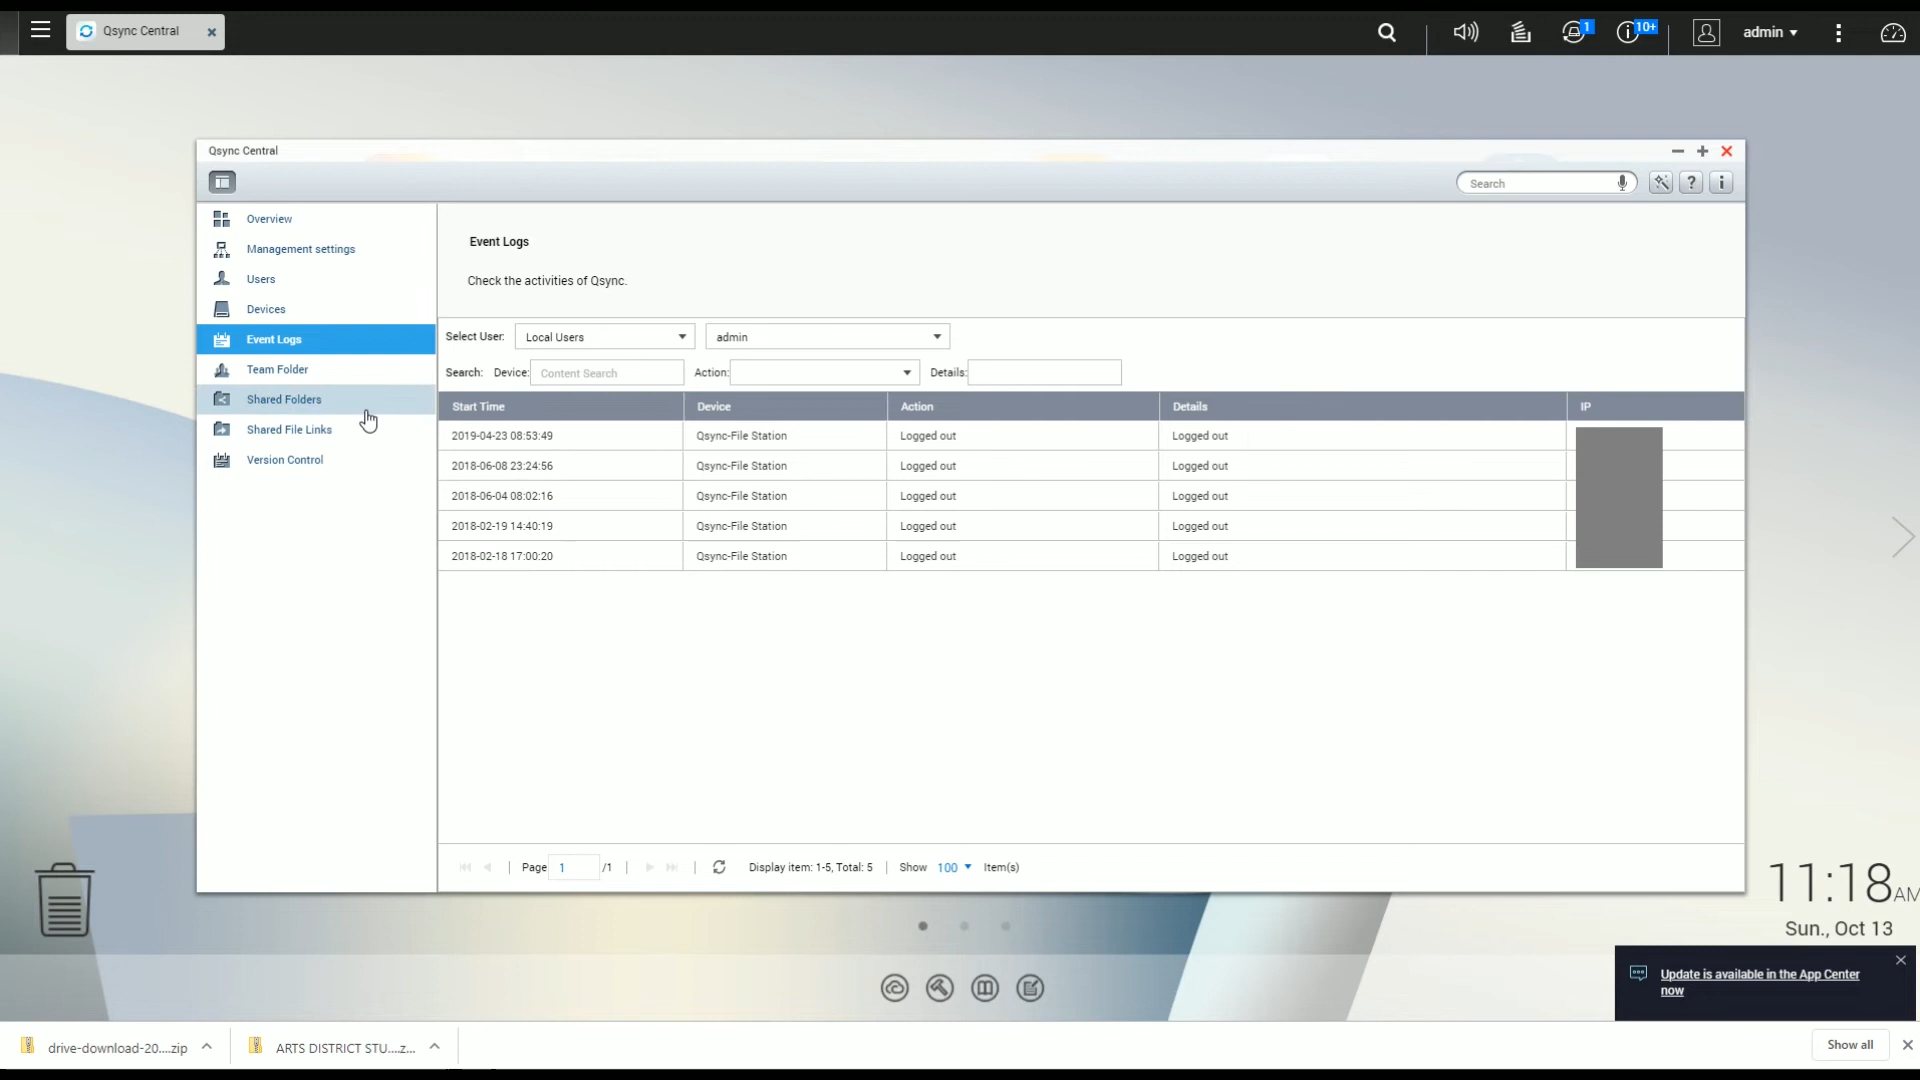 Qsync Central
1
10+
admin
Qsync Central
Search
?
i
Overview
Management settings
Users
Devices
Event Logs
Team Folder
Shared Folders
Shared File Links
Version Control
Event Logs
Check the activities of Qsync.
Select User: Local Users admin
Search: Device: Content Search Action: Details:
Start Time Device Action Details IP
2019-04-23 08:53:49 Qsync-File Station Logged out Logged out
2018-06-08 23:24:56 Qsync-File Station Logged out Logged out
2018-06-04 08:02:16 Qsync-File Station Logged out Logged out
2018-02-19 14:40:19 Qsync-File Station Logged out Logged out
2018-02-18 17:00:20 Qsync-File Station Logged out Logged out
Page 1 /1 Display item: 1-5, Total: 5 Show 100 Item(s)
11:18AM
Sun., Oct 13
Update is available in the App Center
now
drive-download-20....zip ARTS DISTRICT STU....z... Show all